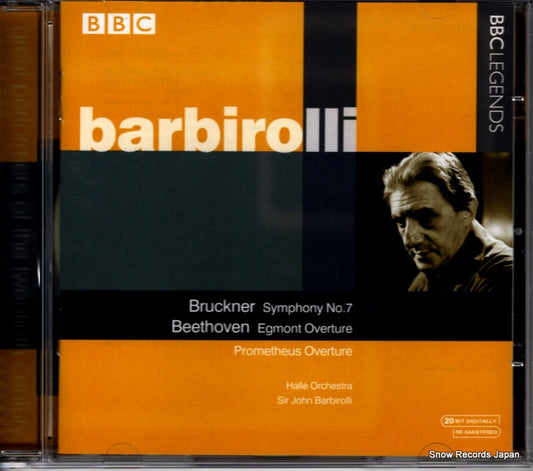 BBC
BBC LEGENDS
barbirolli
Bruckner Symphony No.7
Beethoven Egmont Overture
Prometheus Overture
Hallé Orchestra
Sir John Barbirolli
20 BIT DIGITALLY
RE-MASTERED
Snow Records Japan